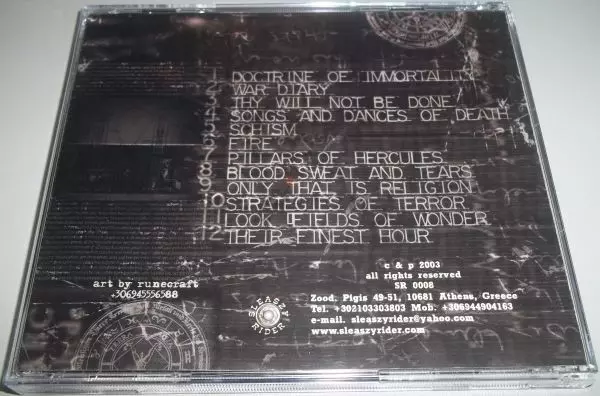 1 DOCTRINE OF IMMORTALITY
2 WAR DIARY
3 THY WILL NOT BE DONE
4 SONGS AND DANCES OF DEATH
5 SCHISM
6 FIRE
7 PILLARS OF HERCULES
8 BLOOD SWEAT AND TEARS
9 ONLY THAT IS RELIGION
10 STRATEGIES OF TERROR
11 LOOK FIELDS OF WONDER
12 THEIR FINEST HOUR
art by runecraft
+306945556588
SLEASZY RIDER
c & p 2003
all rights reserved
SR 0008
Zood. Pigis 49-51, 10681 Athens, Greece
Tel. +302103303803 Mob. +306944904163
e-mail. sleaszyrider@yahoo.com
www.sleaszyrider.com